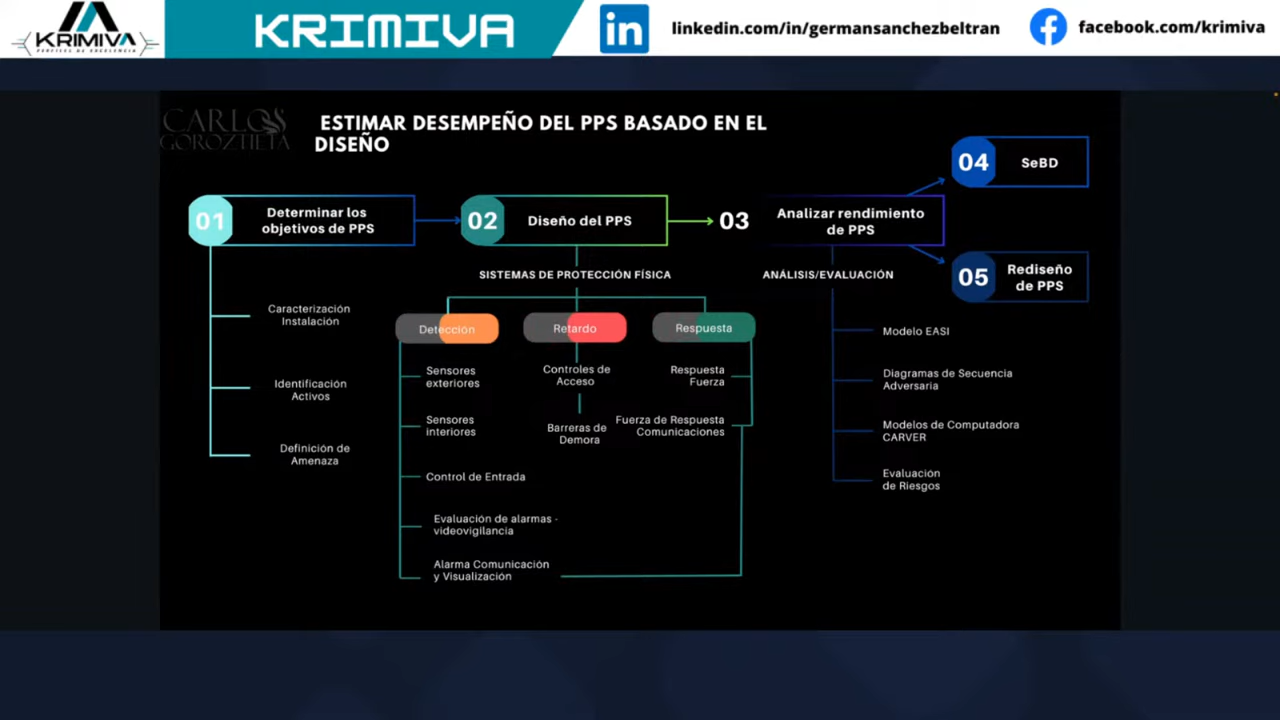 KRIMIVA
KRIMIVA
in
linkedin.com/in/germansanchezbeltran
facebook.com/krimiva
CARLOS
GOROZTIETA
ESTIMAR DESEMPEÑO DEL PPS BASADO EN EL
DISEÑO
01
Determinar los
objetivos de PPS
02
Diseño del PPS
03
Analizar rendimiento
de PPS
04
SeBD
05
Rediseño
de PPS
Caracterización
Instalación
Identificación
Activos
Definición de
Amenaza
SISTEMAS DE PROTECCIÓN FÍSICA
Detección
Retardo
Respuesta
Sensores
exteriores
Sensores
interiores
Control de Entrada
Evaluación de alarmas -
videovigilancia
Alarma Comunicación
y Visualización
Controles de
Acceso
Barreras de
Demora
Respuesta
Fuerza
Fuerza de Respuesta
Comunicaciones
ANÁLISIS/EVALUACIÓN
Modelo EASI
Diagramas de Secuencia
Adversaria
Modelos de Computadora
CARVER
Evaluación
de Riesgos